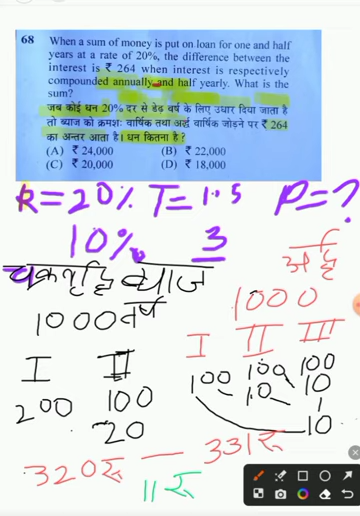 68 When a sum of money is put on loan for one and half
years at a rate of 20%, the difference between the
interest is ₹ 264 when interest is respectively
compounded annually and half yearly. What is the
sum?
जब कोई धन 20% दर से डेढ़ वर्ष के लिए उधार दिया जाता है
तो ब्याज को क्रमशः वार्षिक तथा अर्द्ध वार्षिक जोड़ने पर ₹ 264
का अन्तर आता है। धन कितना है?
(A) ₹ 24,000 (B) ₹ 22,000
(C) ₹ 20,000 (D) ₹ 18,000
R=20% T=1.5 P=?
10% 3
चक्रवृद्धि ब्याज
1000 वर्ष 1000
I II I II III
200 100 100 100 100
20 10 10 10
1
10
320रू — 331रू
11रू